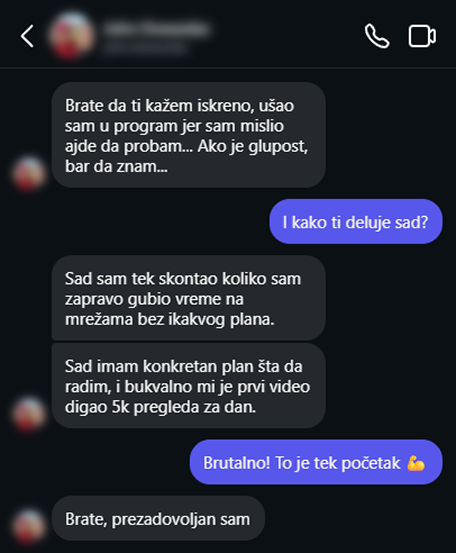 Brate da ti kažem iskreno, ušao
sam u program jer sam mislio
ajde da probam... Ako je glupost,
bar da znam...
I kako ti deluje sad?
Sad sam tek skontao koliko sam
zapravo gubio vreme na
mrežama bez ikakvog plana.
Sad imam konkretan plan šta da
radim, i bukvalno mi je prvi video
digao 5k pregleda za dan.
Brutalno! To je tek početak 💪
Brate, prezadovoljan sam